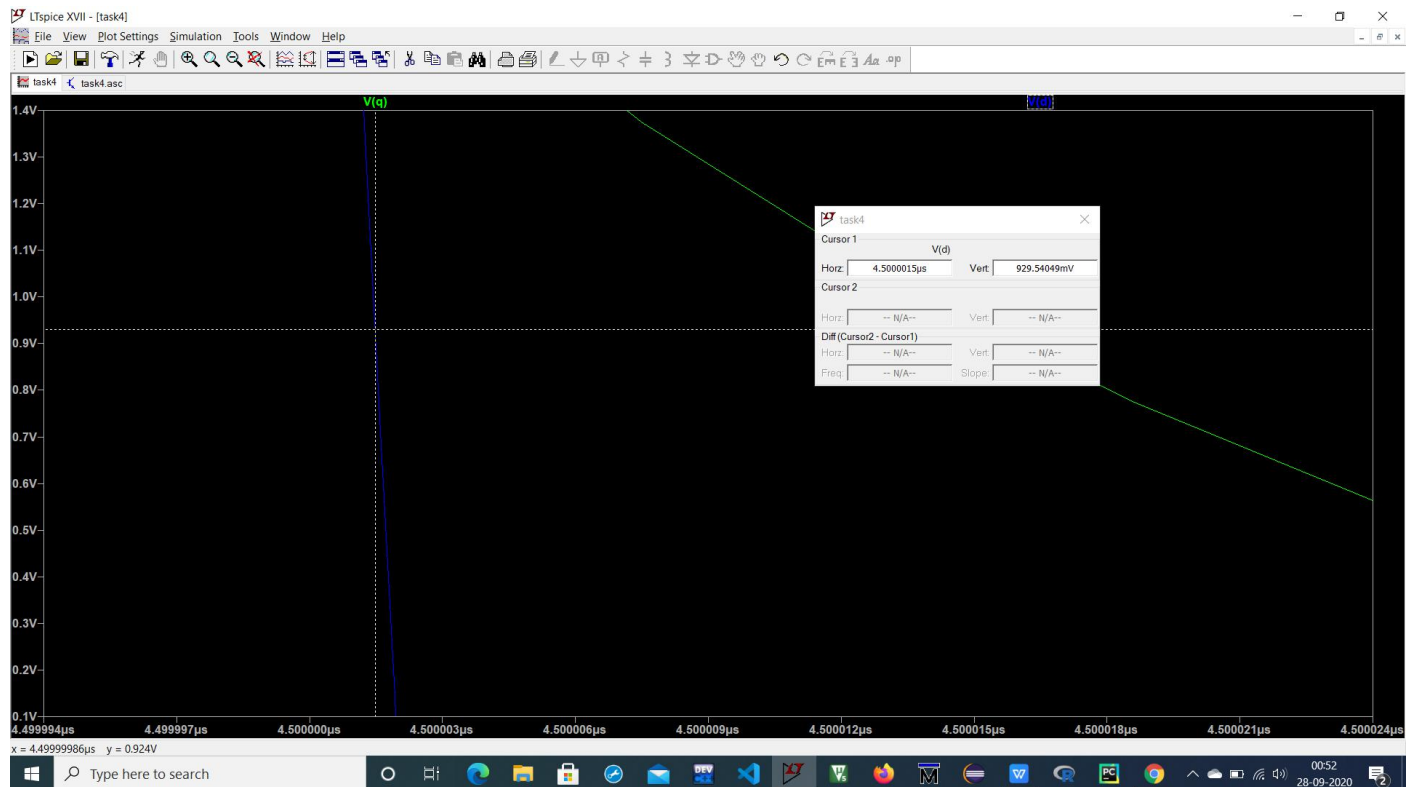 LTspice XVII - [task4]
File View Plot Settings Simulation Tools Window Help
task4 task4.asc
V(q) V(d)
1.4V
1.3V
1.2V
1.1V
1.0V
0.9V
0.8V
0.7V
0.6V
0.5V
0.4V
0.3V
0.2V
0.1V
task4
Cursor 1
V(d)
Horz: 4.5000015µs Vert: 929.54049mV
Cursor 2
Horz: -- N/A-- Vert: -- N/A--
Diff (Cursor2 - Cursor1)
Horz: -- N/A-- Vert: -- N/A--
Freq: -- N/A-- Slope: -- N/A--
4.499994µs 4.499997µs 4.500000µs 4.500003µs 4.500006µs 4.500009µs 4.500012µs 4.500015µs 4.500018µs 4.500021µs 4.500024µs
x = 4.49999986µs y = 0.924V
Type here to search
00:52
28-09-2020